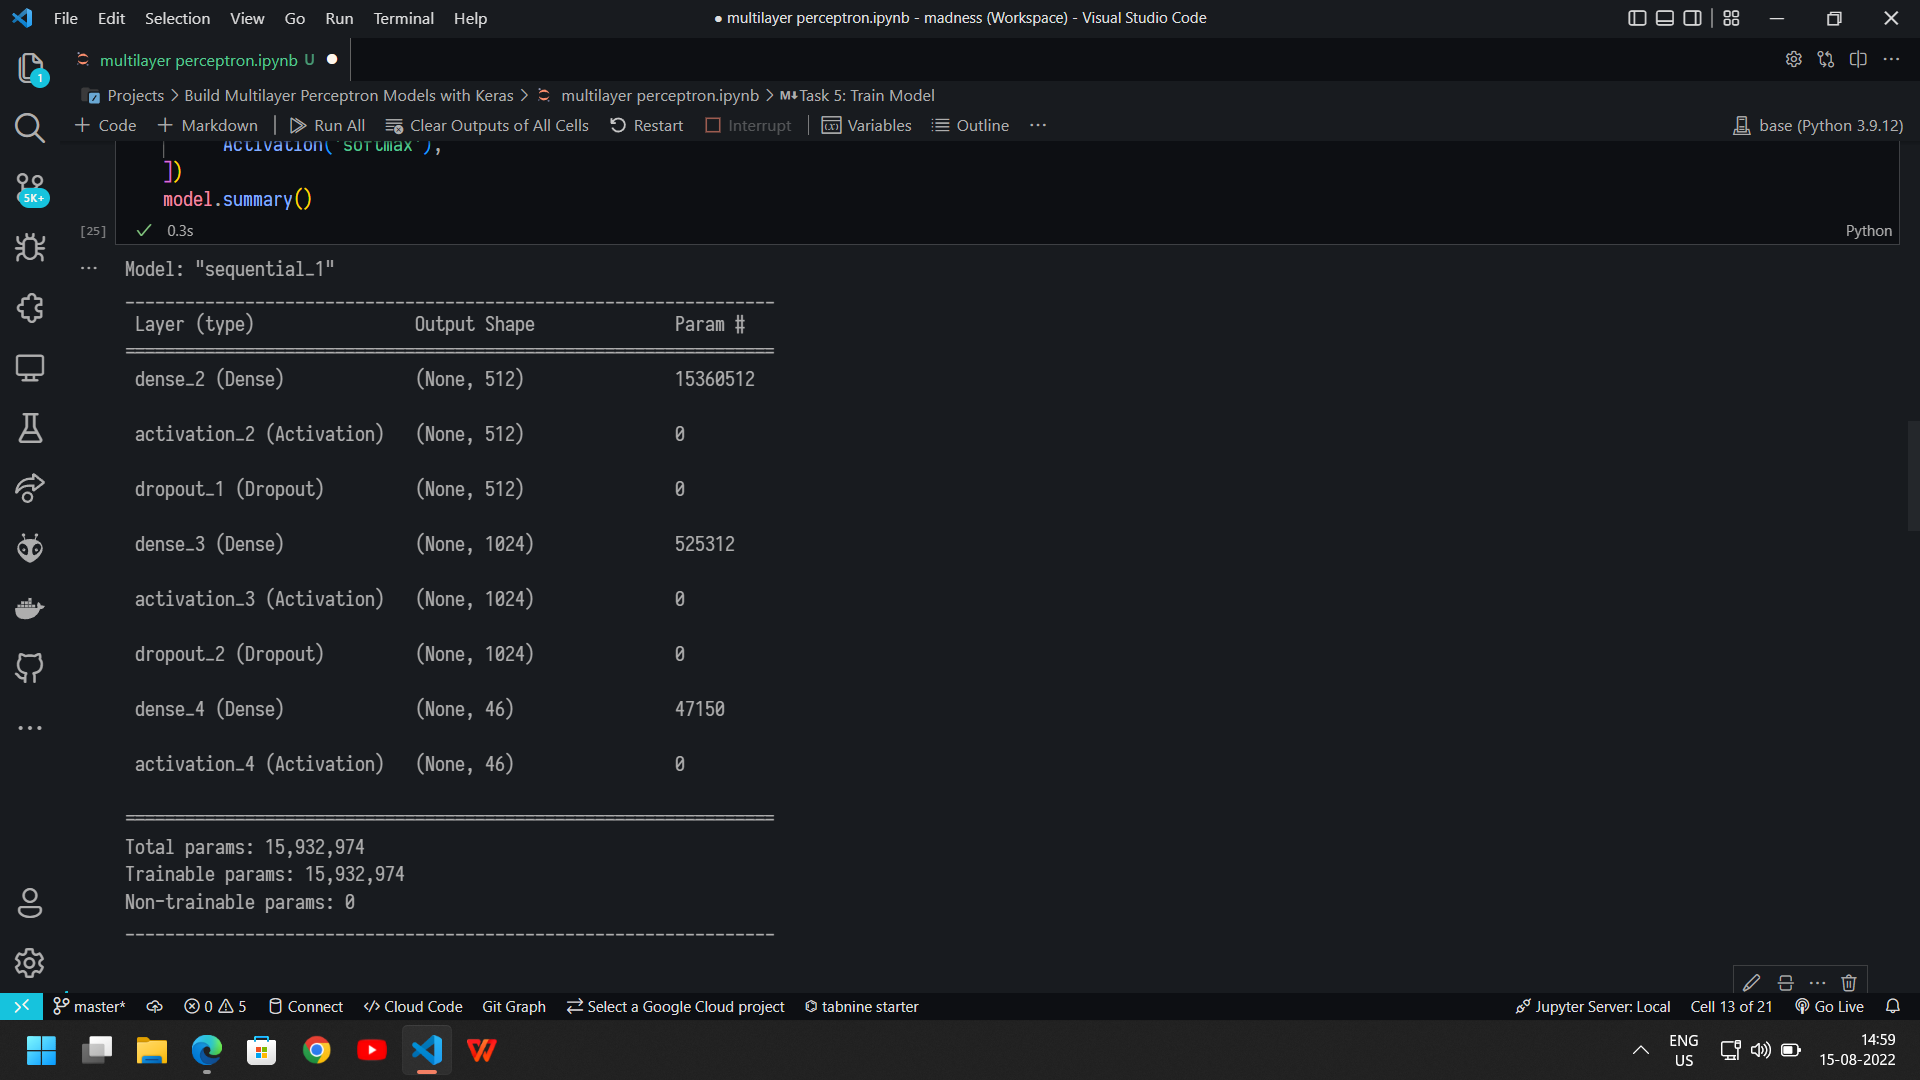 File Edit Selection View Go Run Terminal Help
● multilayer perceptron.ipynb - madness (Workspace) - Visual Studio Code
multilayer perceptron.ipynb U ●
1
Projects > Build Multilayer Perceptron Models with Keras > multilayer perceptron.ipynb > M↓Task 5: Train Model
+ Code + Markdown Run All Clear Outputs of All Cells Restart Interrupt Variables Outline ...
base (Python 3.9.12)
Activation('softmax'),
])
model.summary()
5K+
[25] ✓ 0.3s Python
... Model: "sequential_1"
_________________________________________________________________
Layer (type) Output Shape Param #
=================================================================
dense_2 (Dense) (None, 512) 15360512
activation_2 (Activation) (None, 512) 0
dropout_1 (Dropout) (None, 512) 0
dense_3 (Dense) (None, 1024) 525312
activation_3 (Activation) (None, 1024) 0
dropout_2 (Dropout) (None, 1024) 0
dense_4 (Dense) (None, 46) 47150
activation_4 (Activation) (None, 46) 0
=================================================================
Total params: 15,932,974
Trainable params: 15,932,974
Non-trainable params: 0
_________________________________________________________________
master* 0 5 Connect Cloud Code Git Graph Select a Google Cloud project tabnine starter
Jupyter Server: Local Cell 13 of 21 Go Live
ENG
US
14:59
15-08-2022